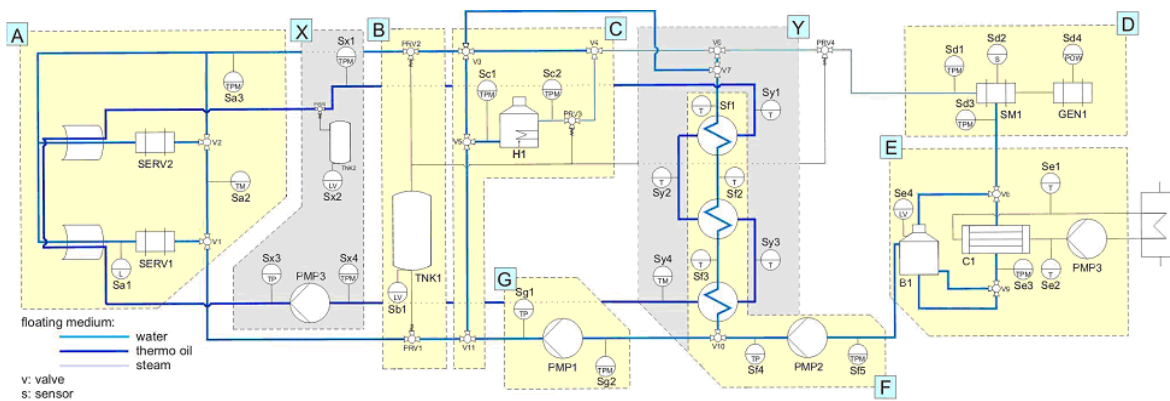 A
X
B
C
Y
D
Sx1
TPM
Sa3
TPM
PRV2
V3
V4
V6
V7
PRV4
Sd1
TPM
Sd2
S
Sd4
POW
Sd3
TPM
SM1
GEN1
Sc1
TPM
Sc2
TPM
PRV3
H1
V5
Sf1
T
Sy1
T
SERV2
V2
TNK2
LV
Sx2
TM
Sa2
Sy2
T
T
Sf2
E
Se1
T
Se4
LV
B1
C1
PMP3
V9
TPM
Se3
T
Se2
V1
SERV1
L
Sa1
Sx3
TP
PMP3
Sx4
TPM
TNK1
LV
Sb1
PRV1
V11
G
Sg1
TP
PMP1
TPM
Sg2
Sy4
TM
Sf3
T
Sy3
T
V10
TP
Sf4
PMP2
TPM
Sf5
F
floating medium:
water
thermo oil
steam
v: valve
s: sensor